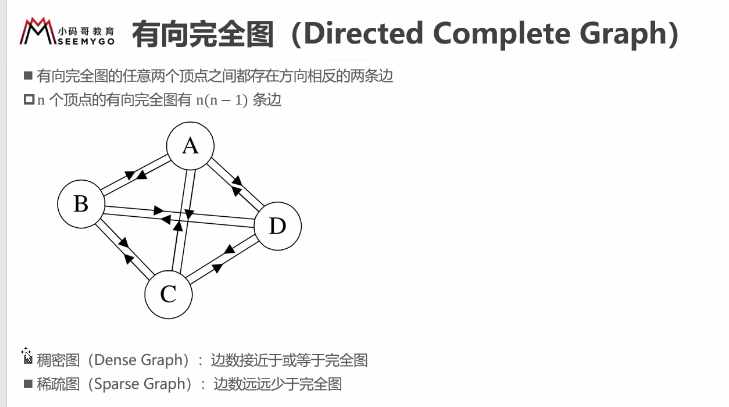 小码哥教育
SEEMYGO
有向完全图（Directed Complete Graph）
有向完全图的任意两个顶点之间都存在方向相反的两条边
n 个顶点的有向完全图有 n(n − 1) 条边
A
B
D
C
稠密图（Dense Graph）：边数接近于或等于完全图
稀疏图（Sparse Graph）：边数远远少于完全图